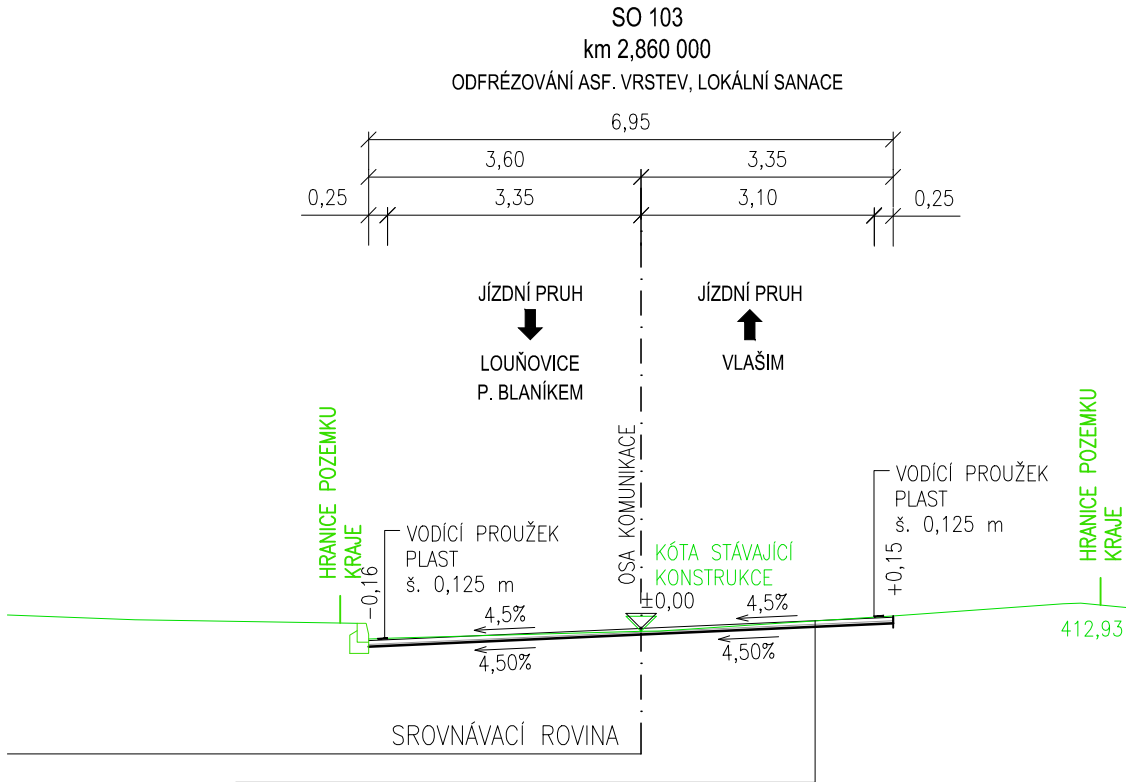 SO 103
km 2,860 000
ODFRÉZOVÁNÍ ASF. VRSTEV, LOKÁLNÍ SANACE
6,95
3,60
3,35
0,25
3,35
3,10
0,25
JÍZDNÍ PRUH
JÍZDNÍ PRUH
LOUŇOVICE
P. BLANÍKEM
VLAŠIM
HRANICE POZEMKU
KRAJE
-0,16
VODÍCÍ PROUŽEK
PLAST
š. 0,125 m
OSA KOMUNIKACE
KÓTA STÁVAJÍCÍ
KONSTRUKCE
±0,00
VODÍCÍ PROUŽEK
PLAST
š. 0,125 m
+0,15
HRANICE POZEMKU
KRAJE
4,5%
4,5%
4,50%
4,50%
412,93
SROVNÁVACÍ ROVINA